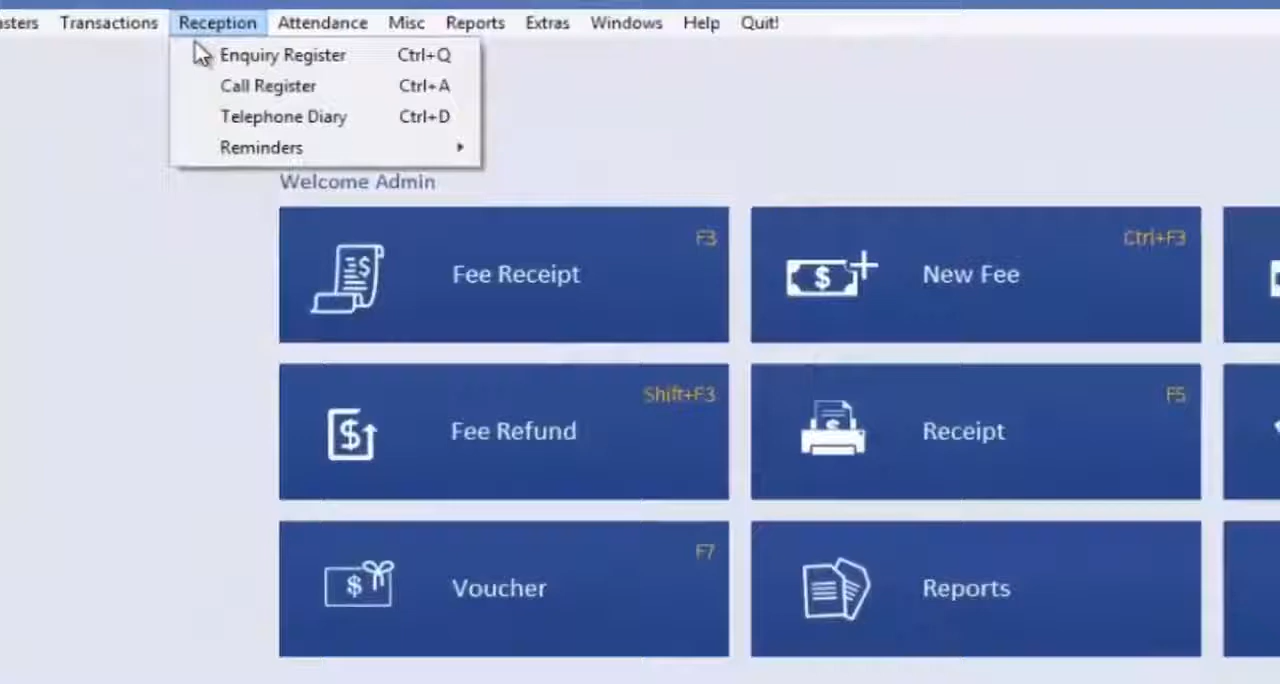 Transactions Reception Attendance Misc Reports Extras Windows Help Quit!
Enquiry Register Ctrl+Q
Call Register Ctrl+A
Telephone Diary Ctrl+D
Reminders
Welcome Admin
F3
Fee Receipt
Ctrl+F3
New Fee
Shift+F3
Fee Refund
F5
Receipt
F7
Voucher
Reports